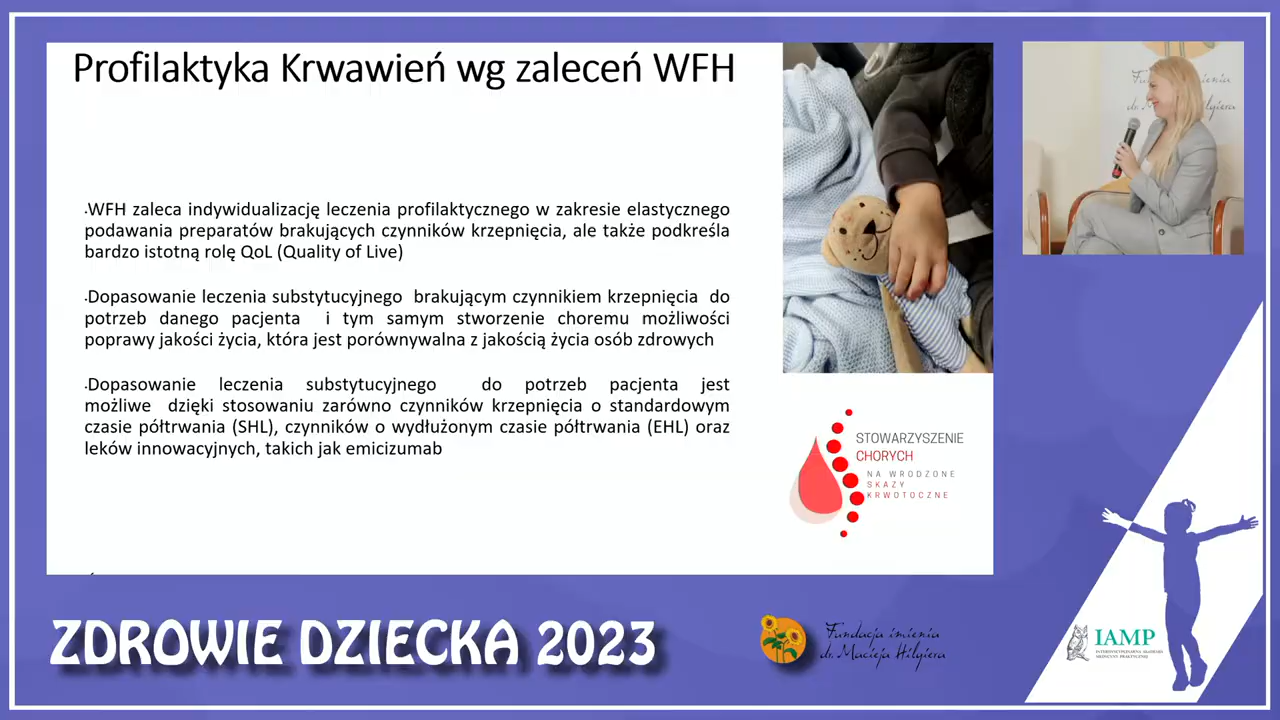 Profilaktyka Krwawień wg zaleceń WFH
·WFH zaleca indywidualizację leczenia profilaktycznego w zakresie elastycznego
podawania preparatów brakujących czynników krzepnięcia, ale także podkreśla
bardzo istotną rolę QoL (Quality of Live)
·Dopasowanie leczenia substytucyjnego brakującym czynnikiem krzepnięcia do
potrzeb danego pacjenta i tym samym stworzenie choremu możliwości
poprawy jakości życia, która jest porównywalna z jakością życia osób zdrowych
·Dopasowanie leczenia substytucyjnego do potrzeb pacjenta jest
możliwe dzięki stosowaniu zarówno czynników krzepnięcia o standardowym
czasie półtrwania (SHL), czynników o wydłużonym czasie półtrwania (EHL) oraz
leków innowacyjnych, takich jak emicizumab
STOWARZYSZENIE
CHORYCH
NA WRODZONE
SKAZY
KRWOTOCZNE
ZDROWIE DZIECKA 2023
Fundacja imienia
dr Macieja Hilgiera
IAMP
INTERDYSCYPLINARNA AKADEMIA
MEDYCYNY PRAKTYCZNEJ